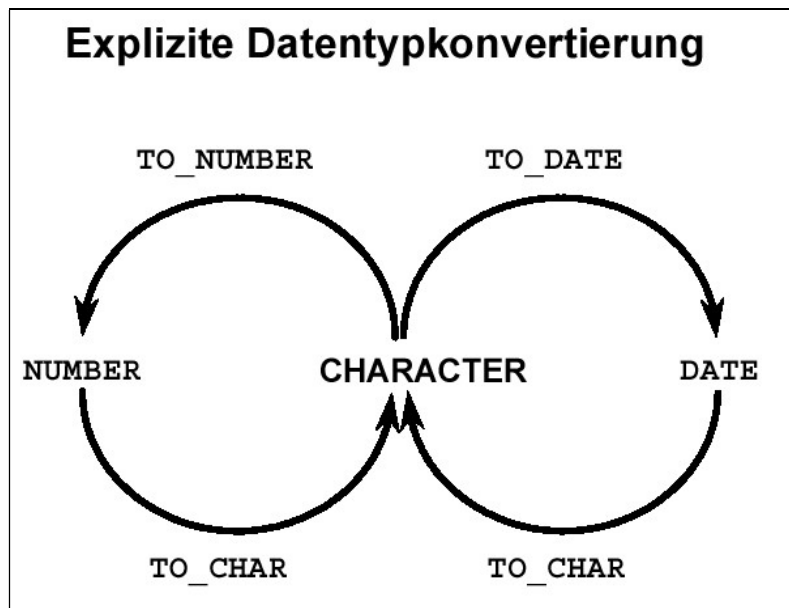 Explizite Datentypkonvertierung
TO_NUMBER TO_DATE
NUMBER CHARACTER DATE
TO_CHAR TO_CHAR